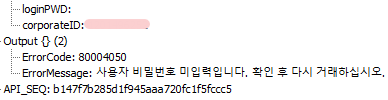 loginPWD:
corporateID:
Output {} (2)
ErrorCode: 80004050
ErrorMessage: 사용자 비밀번호 미입력입니다. 확인 후 다시 거래하십시오.
API_SEQ: b147f7b285d1f945aaa720fc1f5fccc5